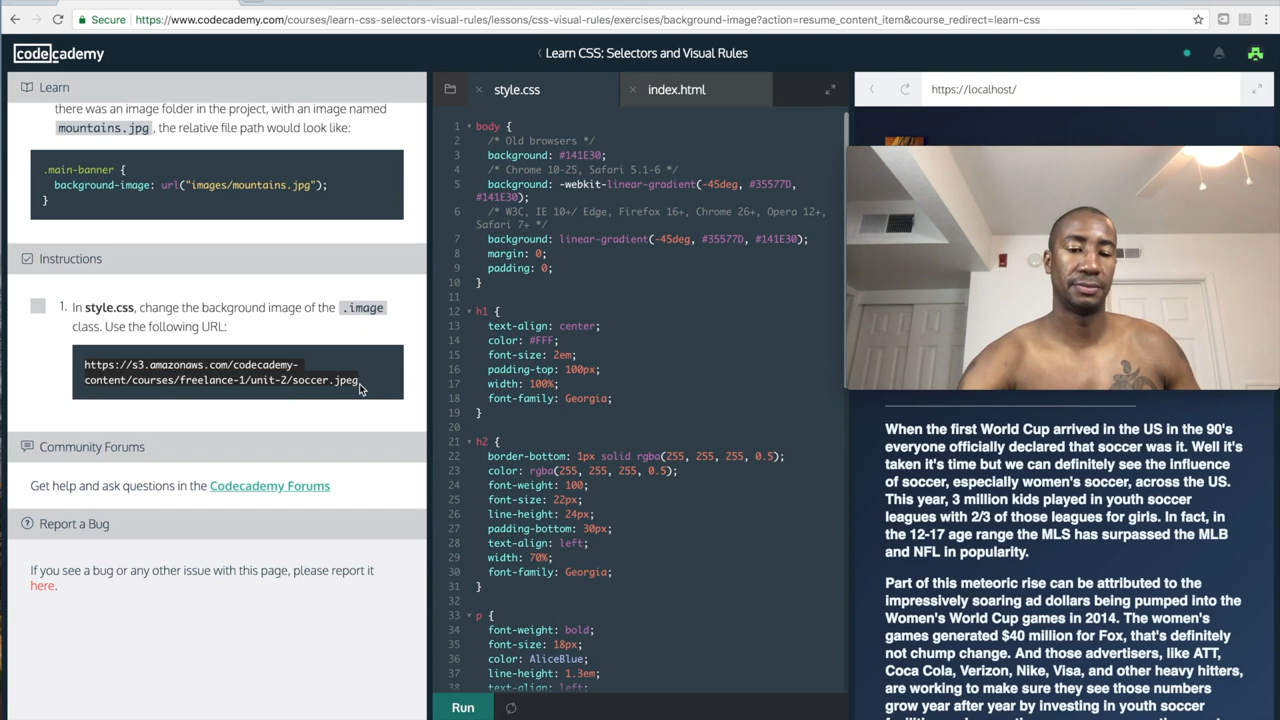 Secure https://www.codecademy.com/courses/learn-css-selectors-visual-rules/lessons/css-visual-rules/exercises/background-image?action=resume_content_item&course_redirect=learn-css
codecademy
Learn CSS: Selectors and Visual Rules
Learn
there was an image folder in the project, with an image named
mountains.jpg, the relative file path would look like:
.main-banner {
background-image: url("images/mountains.jpg");
}
Instructions
1. In style.css, change the background image of the .image
class. Use the following URL:
https://s3.amazonaws.com/codecademy-
content/courses/freelance-1/unit-2/soccer.jpeg
Community Forums
Get help and ask questions in the Codecademy Forums
Report a Bug
If you see a bug or any other issue with this page, please report it
here.
style.css
index.html
1 body {
2 /* Old browsers */
3 background: #141E30;
4 /* Chrome 10-25, Safari 5.1-6 */
5 background: -webkit-linear-gradient(-45deg, #35577D,
#141E30);
6 /* W3C, IE 10+/ Edge, Firefox 16+, Chrome 26+, Opera 12+,
Safari 7+ */
7 background: linear-gradient(-45deg, #35577D, #141E30);
8 margin: 0;
9 padding: 0;
10 }
11
12 h1 {
13 text-align: center;
14 color: #FFF;
15 font-size: 2em;
16 padding-top: 100px;
17 width: 100%;
18 font-family: Georgia;
19 }
20
21 h2 {
22 border-bottom: 1px solid rgba(255, 255, 255, 0.5);
23 color: rgba(255, 255, 255, 0.5);
24 font-weight: 100;
25 font-size: 22px;
26 line-height: 24px;
27 padding-bottom: 30px;
28 text-align: left;
29 width: 70%;
30 font-family: Georgia;
31 }
32
33 p {
34 font-weight: bold;
35 font-size: 18px;
36 color: AliceBlue;
37 line-height: 1.3em;
38 text-align: left;
Run
https://localhost/
When the first World Cup arrived in the US in the 90's
everyone officially declared that soccer was it. Well it's
taken it's time but we can definitely see the influence
of soccer, especially women's soccer, across the US.
This year, 3 million kids played in youth soccer
leagues with 2/3 of those leagues for girls. In fact, in
the 12-17 age range the MLS has surpassed the MLB
and NFL in popularity.
Part of this meteoric rise can be attributed to the
impressively soaring ad dollars being pumped into the
Women's World Cup games in 2014. The women's
games generated $40 million for Fox, that's definitely
not chump change. And those advertisers, like ATT,
Coca Cola, Verizon, Nike, Visa, and other heavy hitters,
are working to make sure they see those numbers
grow year after year by investing in youth soccer